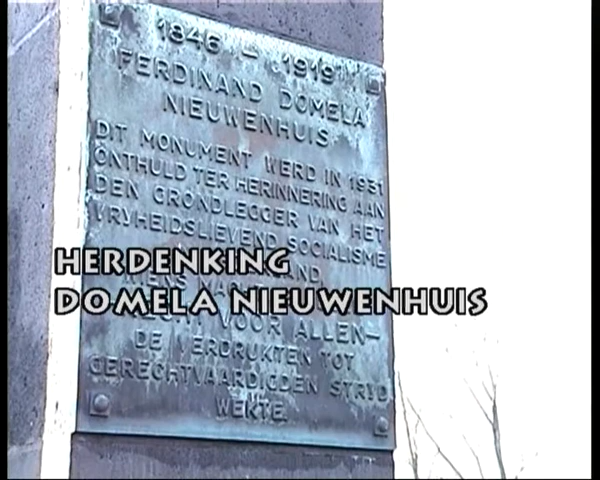 1846 – 1919
FERDINAND DOMELA
NIEUWENHUIS
DIT MONUMENT WERD IN 1931
ONTHULD TER HERINNERING AAN
DEN GRONDLEGGER VAN HET
VRYHEIDSLIEVEND SOCIALISME
HERDENKING
DOMELA NIEUWENHUIS
VOOR ALLEN–
DE VERDRUKTEN TOT
GERECHTVAARDIGDEN STRIJD
WEKTE.